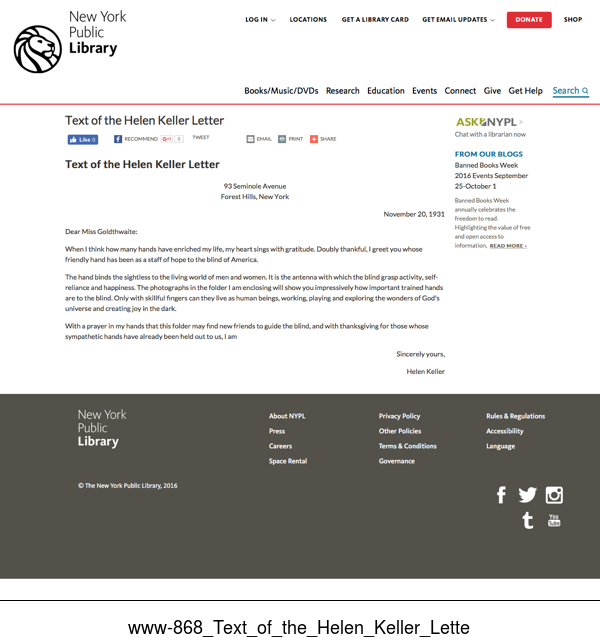 New York
Public
Library
LOG IN
LOCATIONS
GET A LIBRARY CARD
GET EMAIL UPDATES
DONATE
SHOP
Books/Music/DVDs
Research
Education
Events
Connect
Give
Get Help
Search
Text of the Helen Keller Letter
Like 0
RECOMMEND
G+1
0
TWEET
EMAIL
PRINT
SHARE
Text of the Helen Keller Letter
93 Seminole Avenue
Forest Hills, New York
November 20, 1931
Dear Miss Goldthwaite:
When I think how many hands have enriched my life, my heart sings with gratitude. Doubly thankful, I greet you whose
friendly hand has been as a staff of hope to the blind of America.
The hand binds the sightless to the living world of men and women. It is the antenna with which the blind grasp activity, self-
reliance and happiness. The photographs in the folder I am enclosing will show you impressively how important trained hands
are to the blind. Only with skillful fingers can they live as human beings, working, playing and exploring the wonders of God's
universe and creating joy in the dark.
With a prayer in my hands that this folder may find new friends to guide the blind, and with thanksgiving for those whose
sympathetic hands have already been held out to us, I am
Sincerely yours,
Helen Keller
ASK NYPL >
Chat with a librarian now
FROM OUR BLOGS
Banned Books Week
2016 Events September
25-October 1
Banned Books Week
annually celebrates the
freedom to read.
Highlighting the value of free
and open access to
information. READ MORE ›
New York
Public
Library
About NYPL
Press
Careers
Space Rental
Privacy Policy
Other Policies
Terms & Conditions
Governance
Rules & Regulations
Accessibility
Language
© The New York Public Library, 2016
You
Tube
www-868_Text_of_the_Helen_Keller_Lette